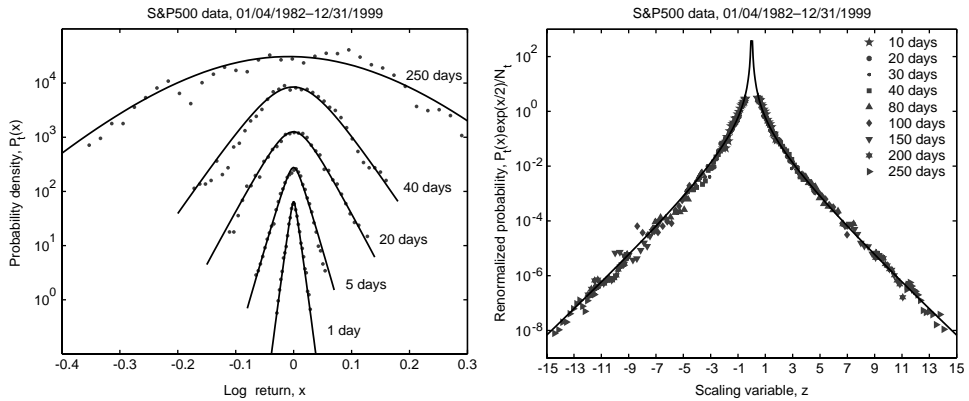 S&P500 data, 01/04/1982–12/31/1999
Probability density, Pt(x)
10^4
10^3
10^2
10^1
10^0
250 days
40 days
20 days
5 days
1 day
-0.4 -0.3 -0.2 -0.1 0 0.1 0.2 0.3
Log return, x
S&P500 data, 01/04/1982–12/31/1999
Renormalized probability, Pt(x)exp(x/2)/Nt
10^2
10^0
10^-2
10^-4
10^-6
10^-8
10 days
20 days
30 days
40 days
80 days
100 days
150 days
200 days
250 days
-15 -13 -11 -9 -7 -5 -3 -1 1 3 5 7 9 11 13 15
Scaling variable, z